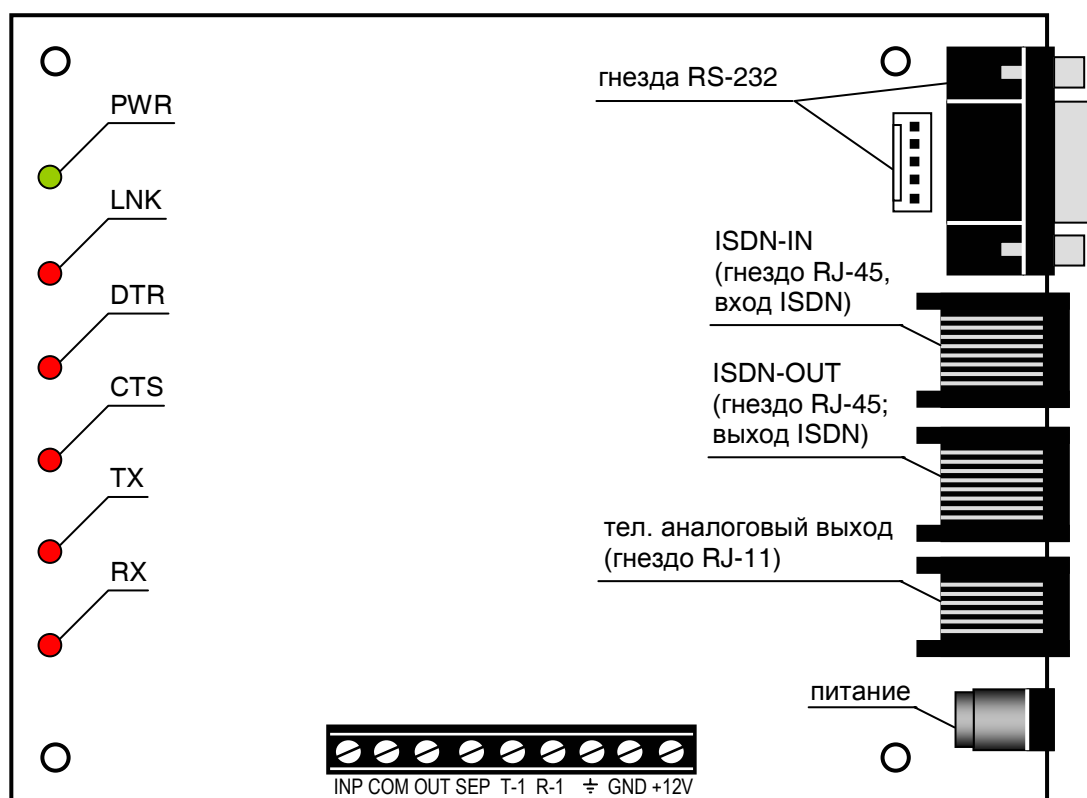 гнезда RS-232
PWR
LNK
ISDN-IN
(гнездо RJ-45,
вход ISDN)
DTR
ISDN-OUT
(гнездо RJ-45;
выход ISDN)
CTS
TX
тел. аналоговый выход
(гнездо RJ-11)
RX
питание
INP COM OUT SEP T-1 R-1 ⏚ GND +12V